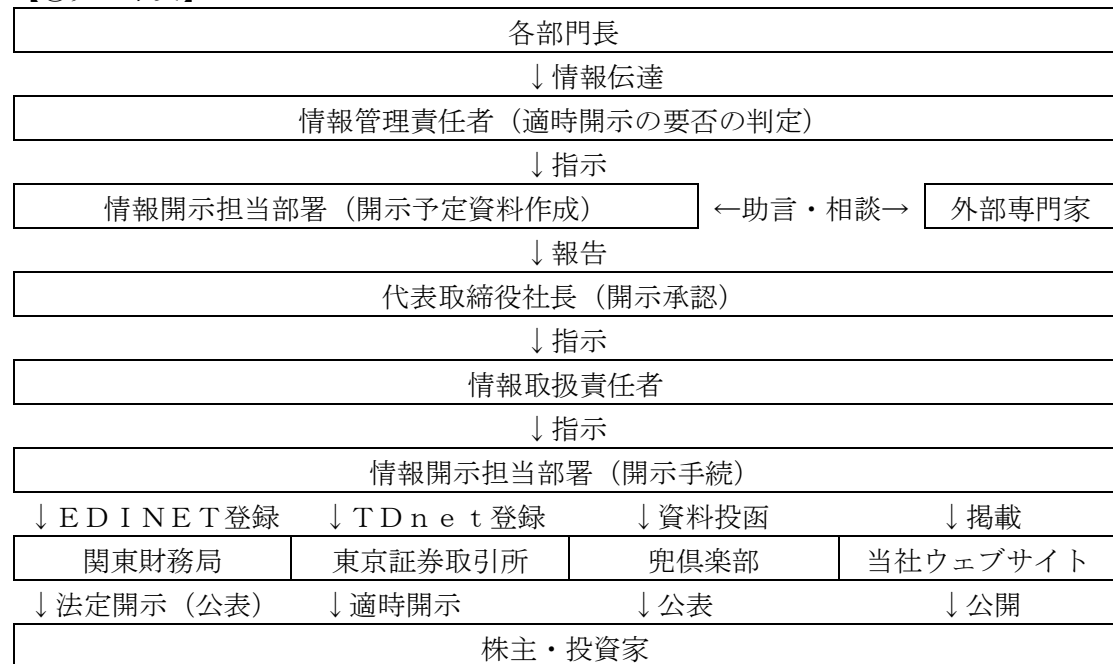 各部門長
↓情報伝達
情報管理責任者（適時開示の要否の判定）
↓指示
情報開示担当部署（開示予定資料作成） ←助言・相談→ 外部専門家
↓報告
代表取締役社長（開示承認）
↓指示
情報取扱責任者
↓指示
情報開示担当部署（開示手続）
↓ＥＤＩＮＥＴ登録 ↓ＴＤｎｅｔ登録 ↓資料投函 ↓掲載
関東財務局 東京証券取引所 兜倶楽部 当社ウェブサイト
↓法定開示（公表） ↓適時開示 ↓公表 ↓公開
株主・投資家